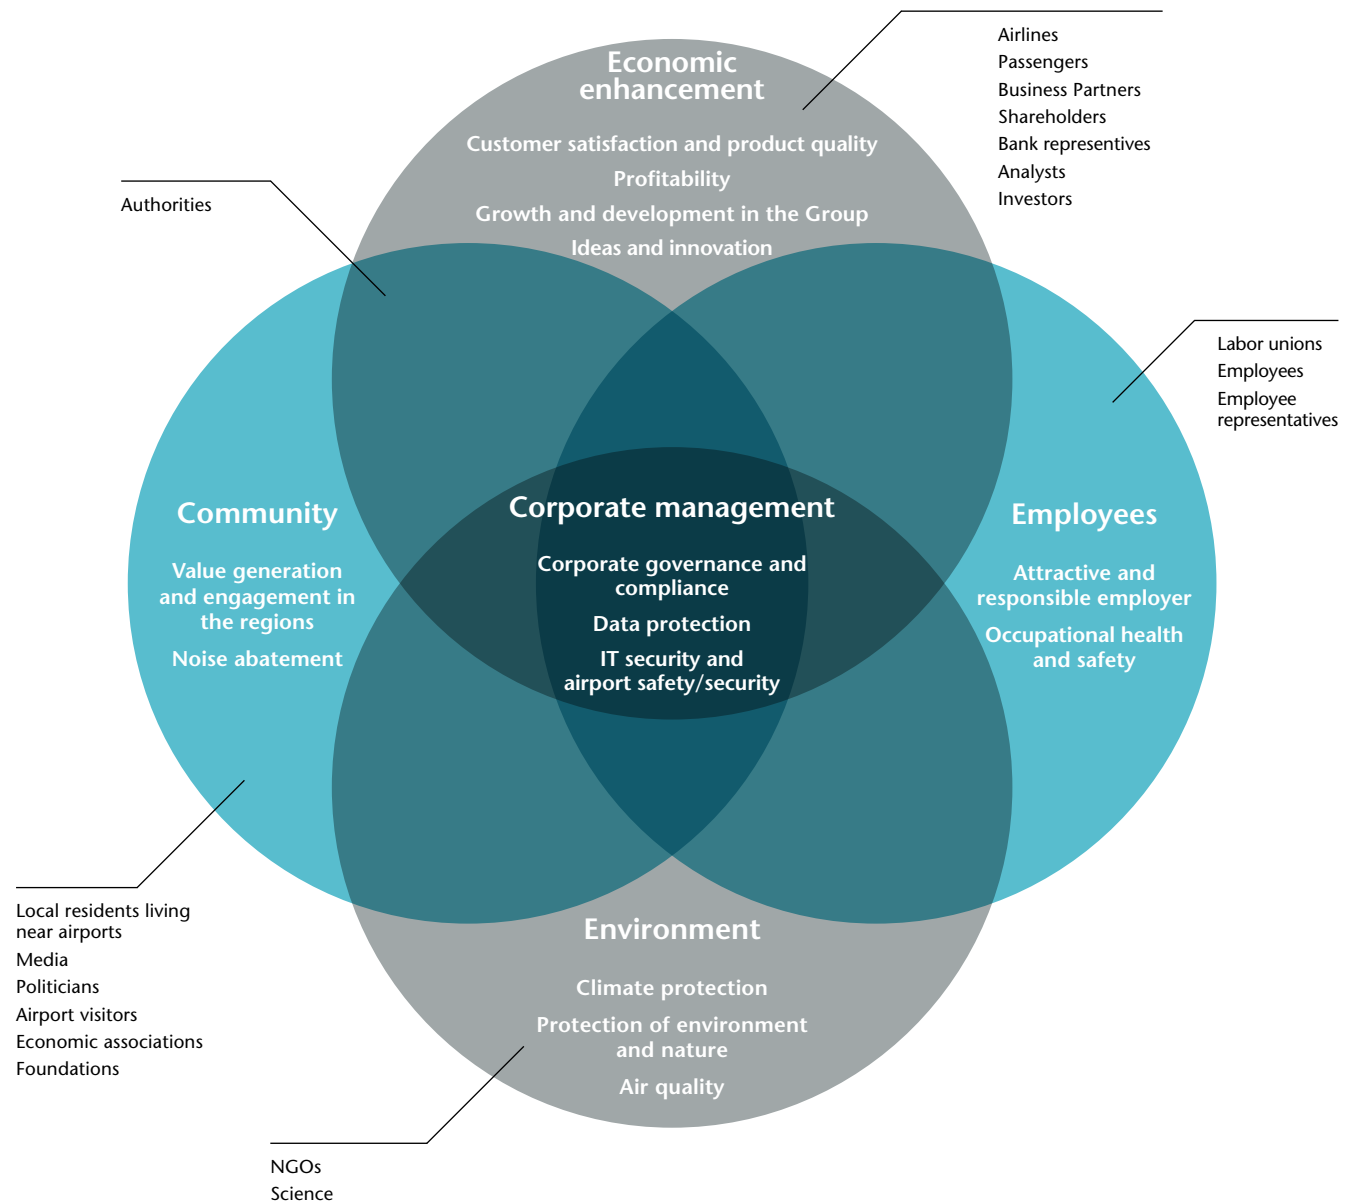 Economic
enhancement
Customer satisfaction and product quality
Profitability
Growth and development in the Group
Ideas and innovation
Airlines
Passengers
Business Partners
Shareholders
Bank representives
Analysts
Investors
Authorities
Labor unions
Employees
Employee
representatives
Community
Value generation
and engagement in
the regions
Noise abatement
Corporate management
Corporate governance and
compliance
Data protection
IT security and
airport safety/security
Employees
Attractive and
responsible employer
Occupational health
and safety
Local residents living
near airports
Media
Politicians
Airport visitors
Economic associations
Foundations
Environment
Climate protection
Protection of environment
and nature
Air quality
NGOs
Science